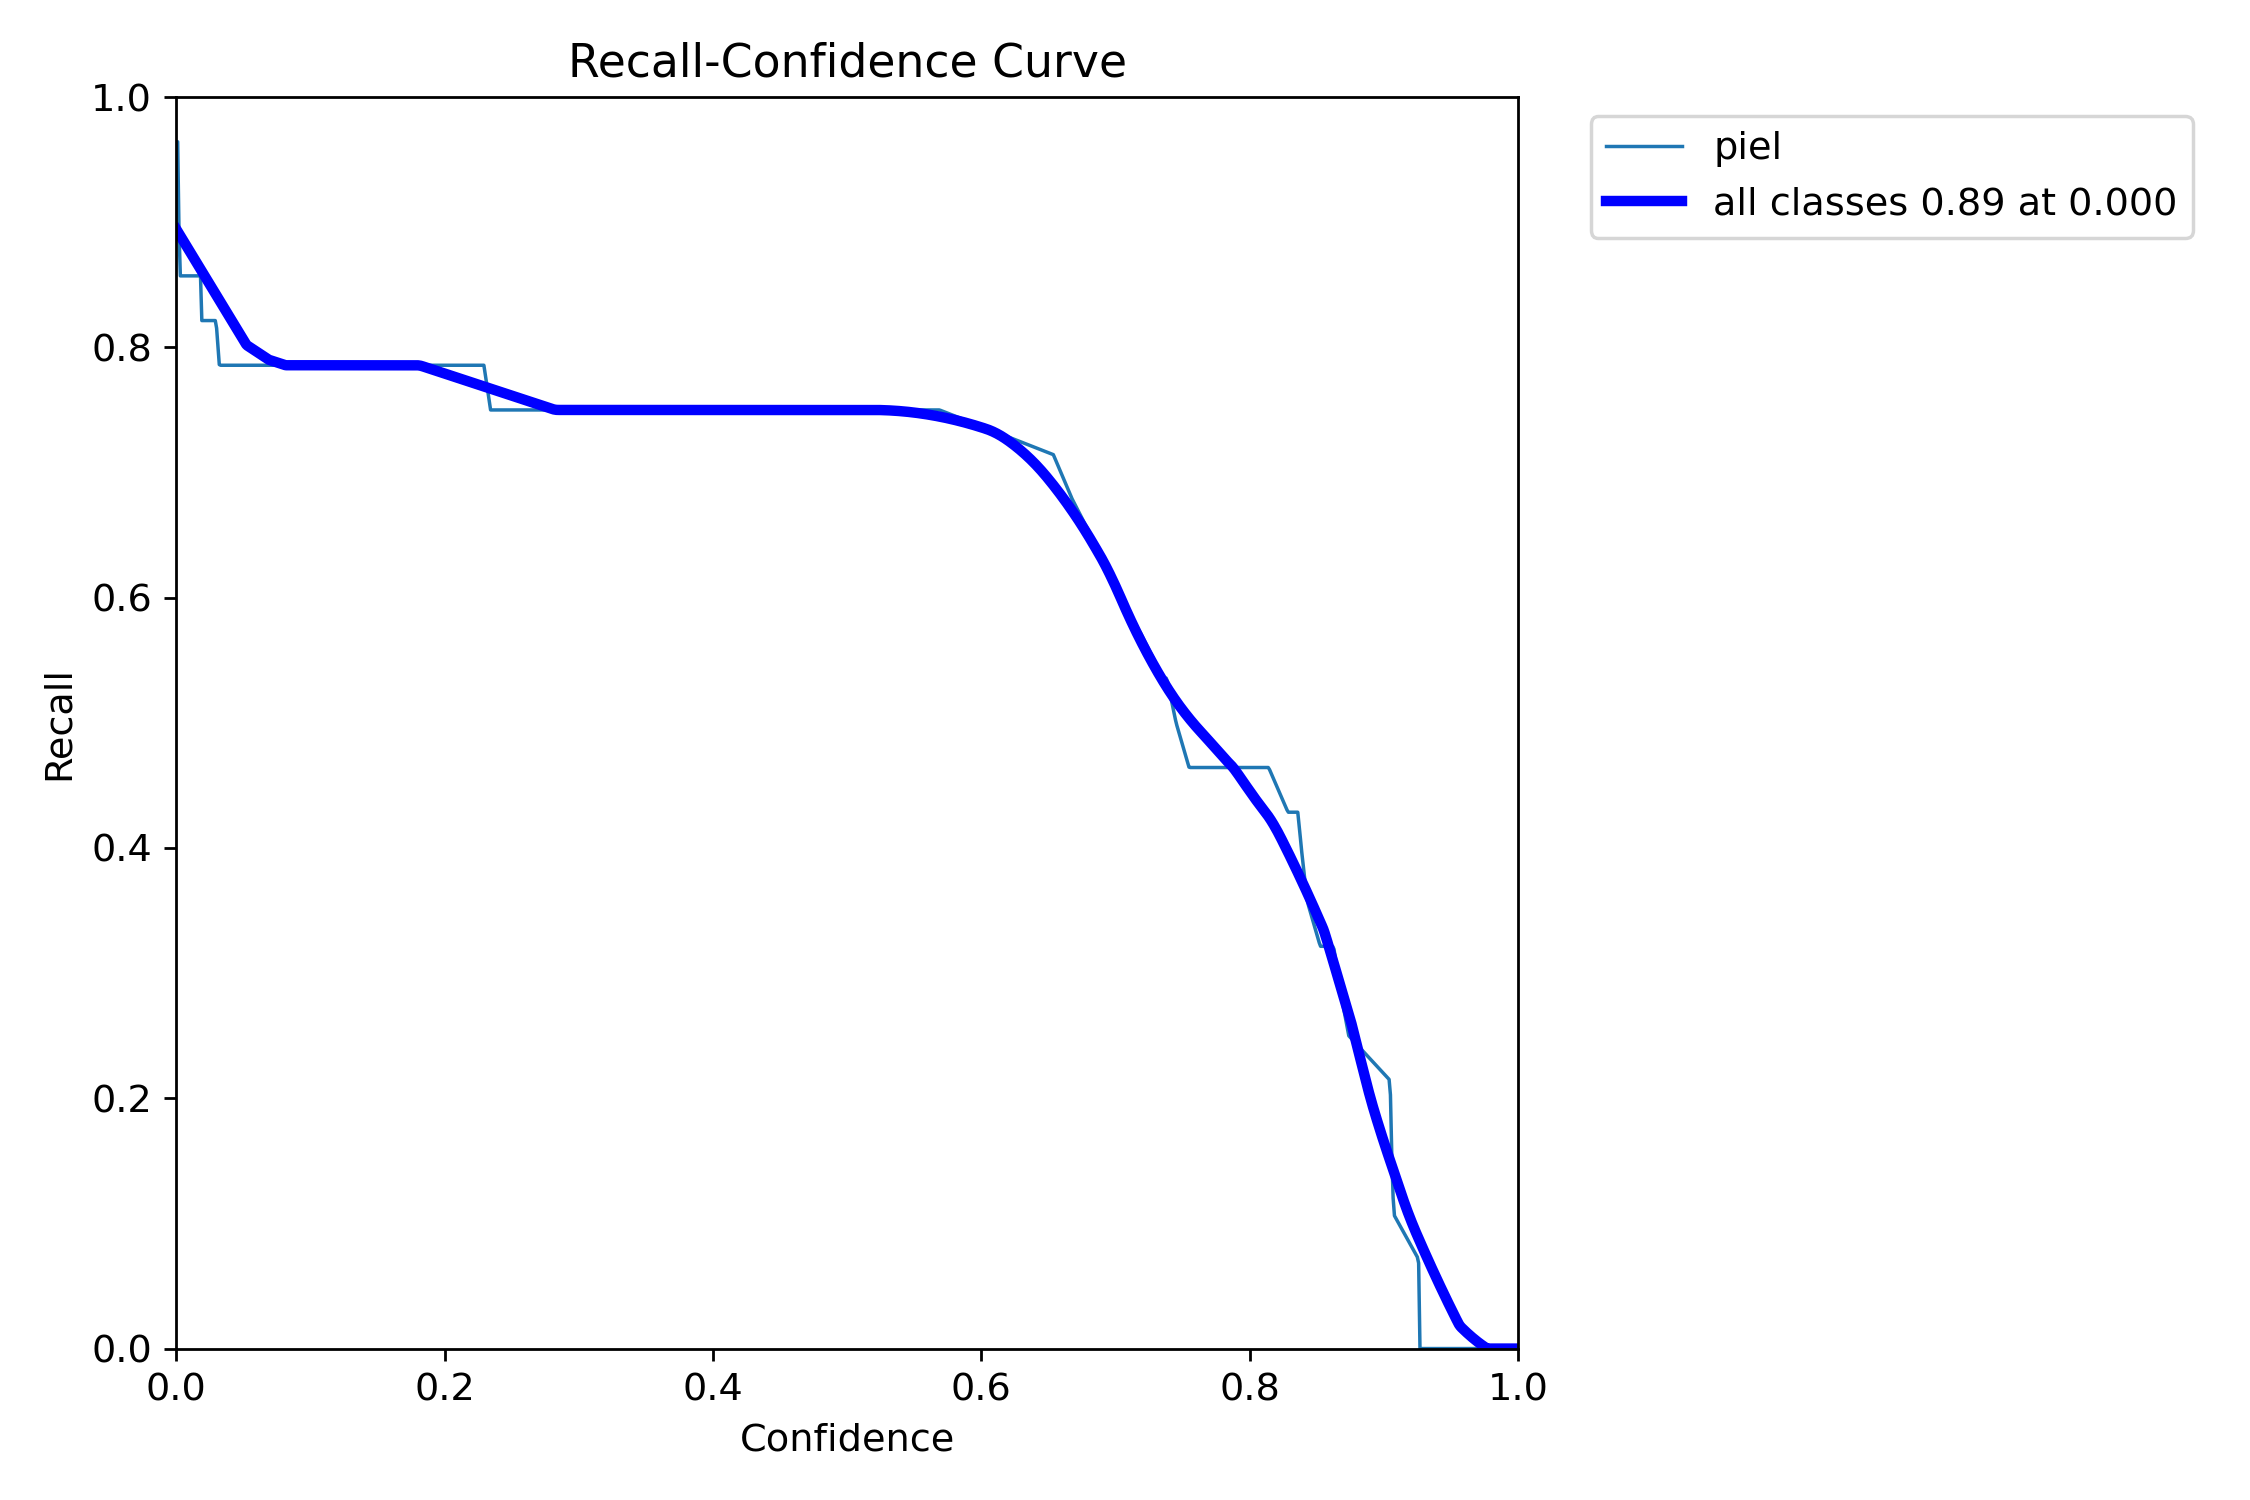 Recall-Confidence Curve
1.0
0.8
0.6
0.4
0.2
0.0
Recall
0.0 0.2 0.4 0.6 0.8 1.0
Confidence
piel
all classes 0.89 at 0.000